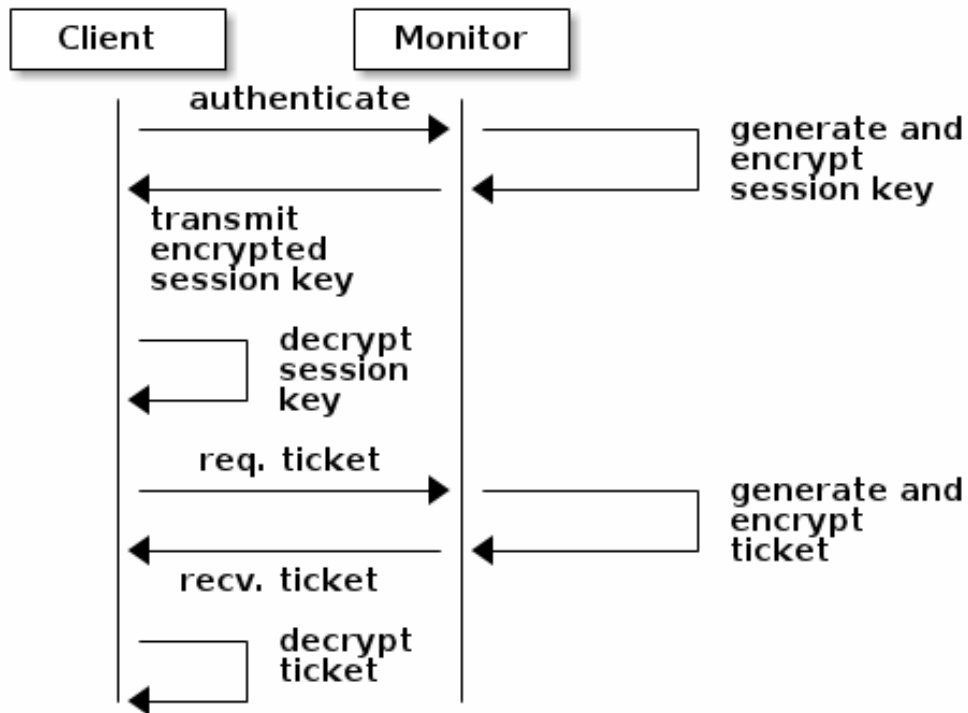 Client
Monitor
authenticate
generate and
encrypt
session key
transmit
encrypted
session key
decrypt
session
key
req. ticket
generate and
encrypt
ticket
recv. ticket
decrypt
ticket